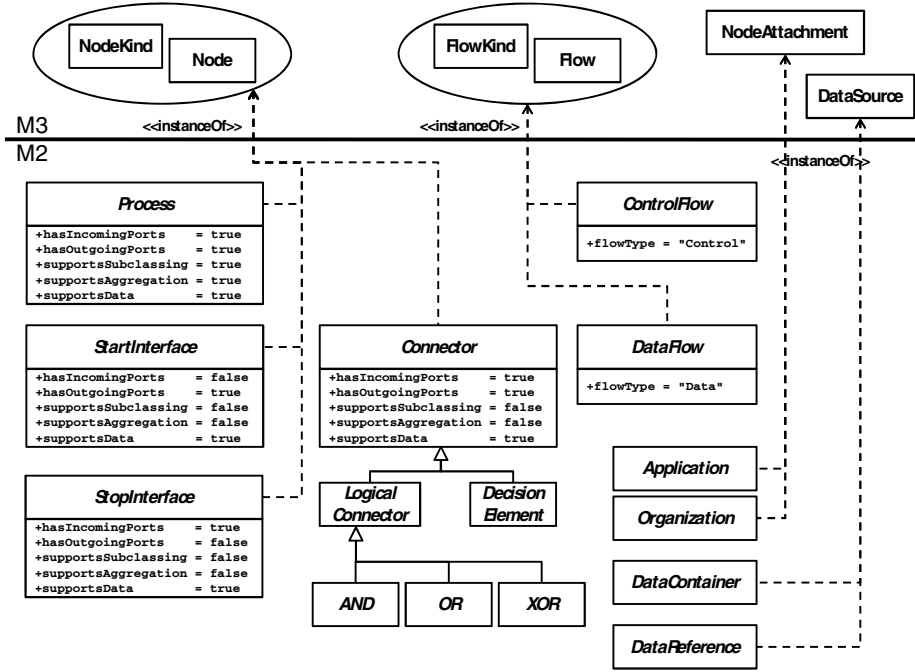 NodeKind
Node
FlowKind
Flow
NodeAttachment
DataSource
M3
<<instanceOf>>
<<instanceOf>>
M2
<<instanceOf>>
Process
+hasIncomingPorts = true
+hasOutgoingPorts = true
+supportsSubclassing = true
+supportsAggregation = true
+supportsData = true
ControlFlow
+flowType = "Control"
StartInterface
+hasIncomingPorts = false
+hasOutgoingPorts = true
+supportsSubclassing = false
+supportsAggregation = false
+supportsData = true
Connector
+hasIncomingPorts = true
+hasOutgoingPorts = true
+supportsSubclassing = false
+supportsAggregation = false
+supportsData = true
DataFlow
+flowType = "Data"
StopInterface
+hasIncomingPorts = true
+hasOutgoingPorts = false
+supportsSubclassing = false
+supportsAggregation = false
+supportsData = true
Logical
Connector
Decision
Element
AND
OR
XOR
Application
Organization
DataContainer
DataReference